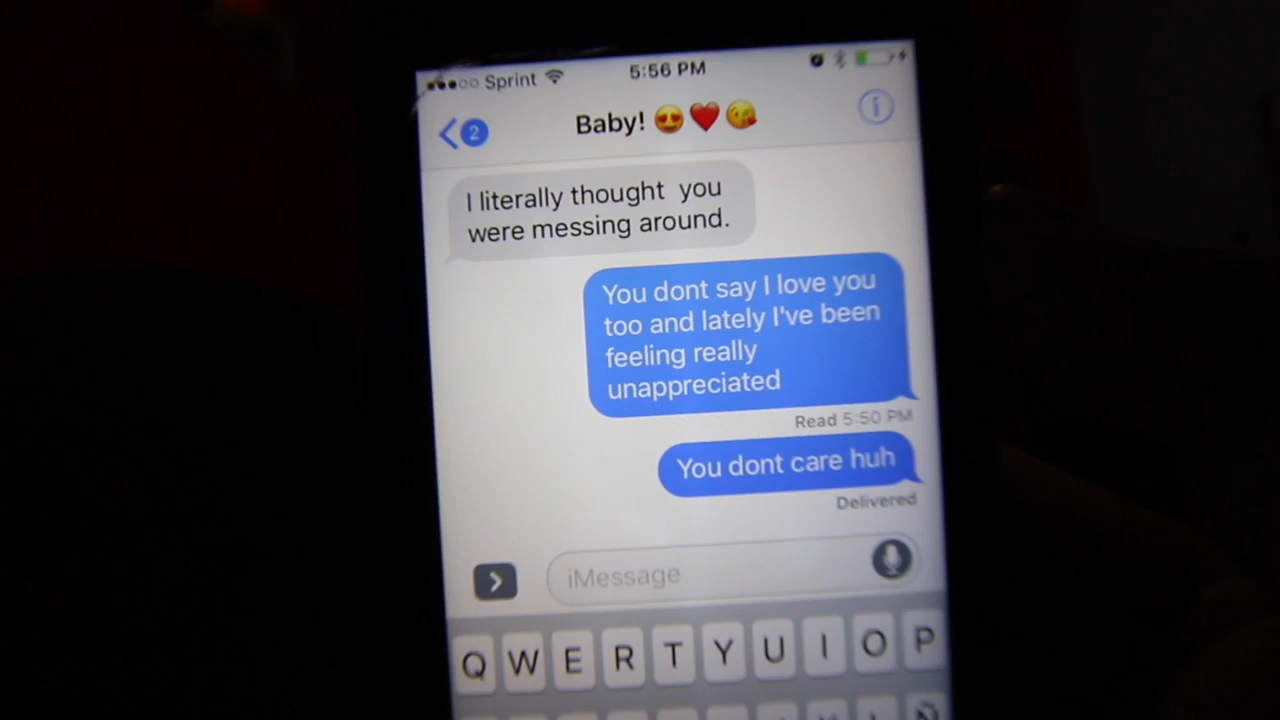 Sprint 5:56 PM
2 Baby! 😍❤️😘 i
I literally thought you
were messing around.
You dont say I love you
too and lately I've been
feeling really
unappreciated
Read 5:50 PM
You dont care huh
Delivered
iMessage
Q W E R T Y U I O P